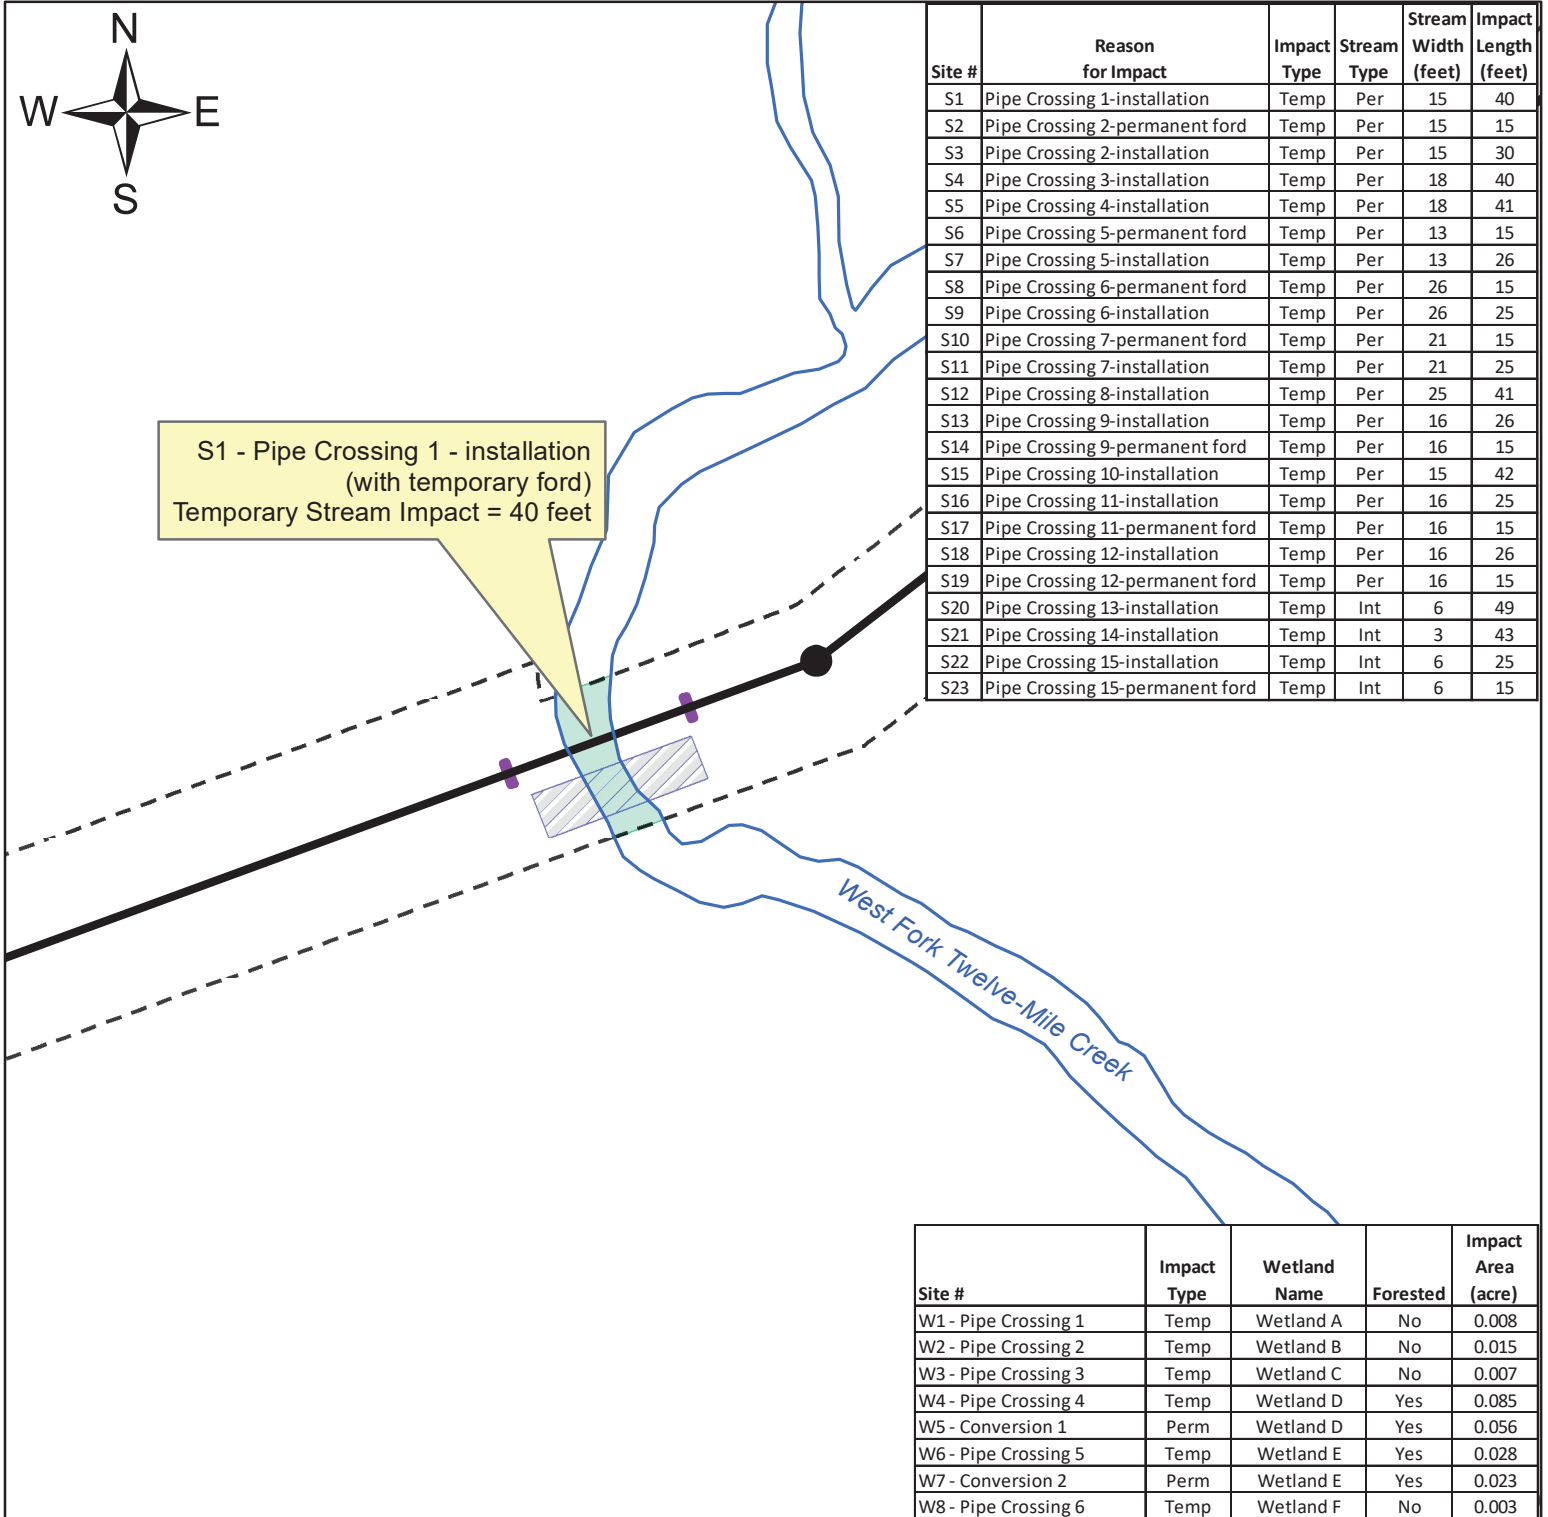 N
W E
S
Site # Reason for Impact Impact Type Stream Type Stream Width (feet) Impact Length (feet)
S1 Pipe Crossing 1-installation Temp Per 15 40
S2 Pipe Crossing 2-permanent ford Temp Per 15 15
S3 Pipe Crossing 2-installation Temp Per 15 30
S4 Pipe Crossing 3-installation Temp Per 18 40
S5 Pipe Crossing 4-installation Temp Per 18 41
S6 Pipe Crossing 5-permanent ford Temp Per 13 15
S7 Pipe Crossing 5-installation Temp Per 13 26
S8 Pipe Crossing 6-permanent ford Temp Per 26 15
S9 Pipe Crossing 6-installation Temp Per 26 25
S10 Pipe Crossing 7-permanent ford Temp Per 21 15
S11 Pipe Crossing 7-installation Temp Per 21 25
S12 Pipe Crossing 8-installation Temp Per 25 41
S13 Pipe Crossing 9-installation Temp Per 16 26
S14 Pipe Crossing 9-permanent ford Temp Per 16 15
S15 Pipe Crossing 10-installation Temp Per 15 42
S16 Pipe Crossing 11-installation Temp Per 16 25
S17 Pipe Crossing 11-permanent ford Temp Per 16 15
S18 Pipe Crossing 12-installation Temp Per 16 26
S19 Pipe Crossing 12-permanent ford Temp Per 16 15
S20 Pipe Crossing 13-installation Temp Int 6 49
S21 Pipe Crossing 14-installation Temp Int 3 43
S22 Pipe Crossing 15-installation Temp Int 6 25
S23 Pipe Crossing 15-permanent ford Temp Int 6 15
S1 - Pipe Crossing 1 - installation
(with temporary ford)
Temporary Stream Impact = 40 feet
West Fork Twelve-Mile Creek
Site # Impact Type Wetland Name Forested Impact Area (acre)
W1 - Pipe Crossing 1 Temp Wetland A No 0.008
W2 - Pipe Crossing 2 Temp Wetland B No 0.015
W3 - Pipe Crossing 3 Temp Wetland C No 0.007
W4 - Pipe Crossing 4 Temp Wetland D Yes 0.085
W5 - Conversion 1 Perm Wetland D Yes 0.056
W6 - Pipe Crossing 5 Temp Wetland E Yes 0.028
W7 - Conversion 2 Perm Wetland E Yes 0.023
W8 - Pipe Crossing 6 Temp Wetland F No 0.003